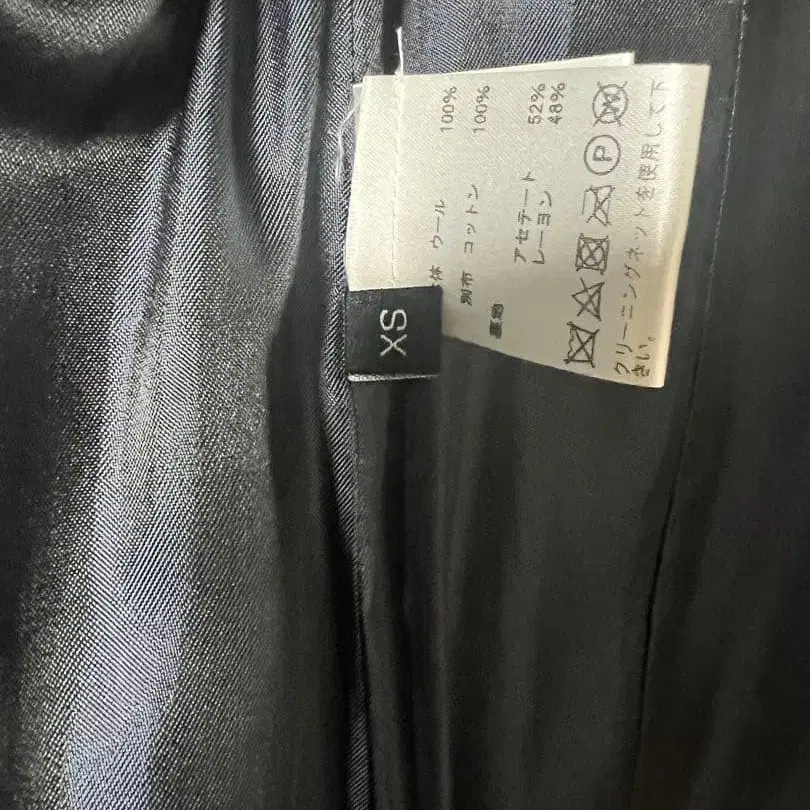 体 ウール 100%
別布 コットン 100%
裏地 アセテート 52%
レーヨン 48%
P
W
クリーニングネットを使用して下
さい。
XS